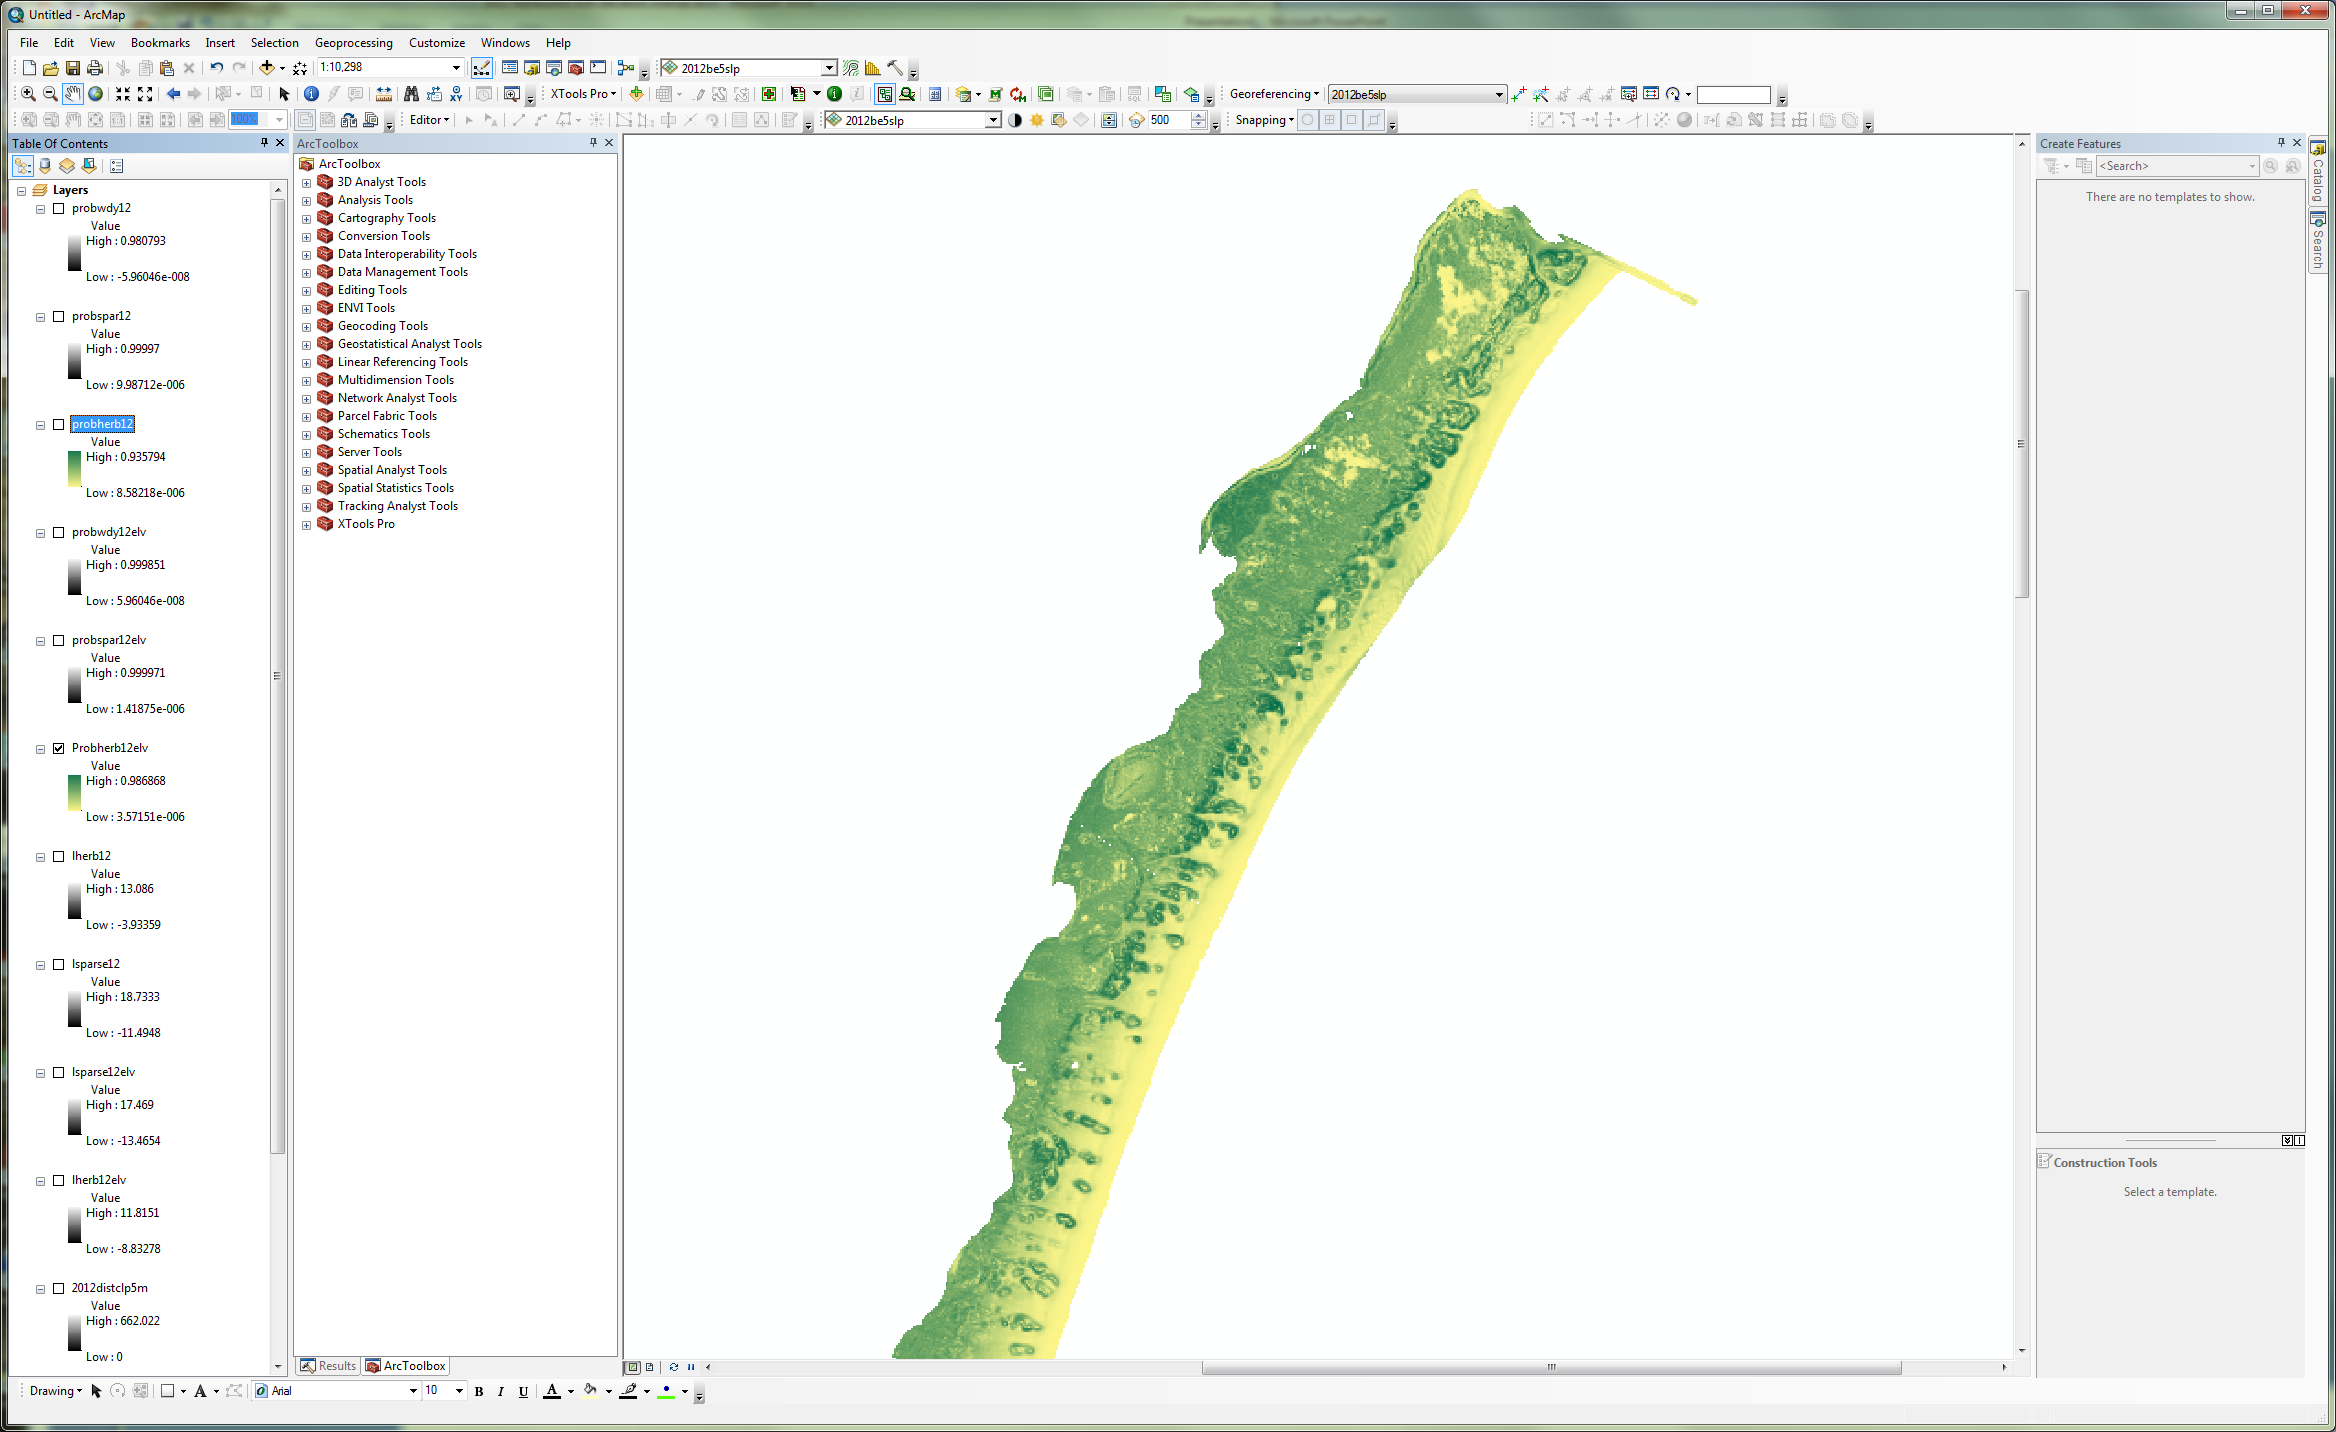 Untitled - ArcMap
File Edit View Bookmarks Insert Selection Geoprocessing Customize Windows Help
1:10,298
2012be5slp
XTools Pro
Georeferencing
2012be5slp
100%
Editor
2012be5slp
500
Snapping
Table Of Contents
Layers
probwdy12
Value
High : 0.980793
Low : -5.96046e-008
probspar12
Value
High : 0.99997
Low : 9.98712e-006
probherb12
Value
High : 0.935794
Low : 8.58218e-006
probwdy12elv
Value
High : 0.999851
Low : 5.96046e-008
probspar12elv
Value
High : 0.999971
Low : 1.41875e-006
Probherb12elv
Value
High : 0.986868
Low : 3.57151e-006
lherb12
Value
High : 13.086
Low : -3.93359
lsparse12
Value
High : 18.7333
Low : -11.4948
lsparse12elv
Value
High : 17.469
Low : -13.4654
lherb12elv
Value
High : 11.8151
Low : -8.83278
2012distclp5m
Value
High : 662.022
Low : 0
ArcToolbox
ArcToolbox
3D Analyst Tools
Analysis Tools
Cartography Tools
Conversion Tools
Data Interoperability Tools
Data Management Tools
Editing Tools
ENVI Tools
Geocoding Tools
Geostatistical Analyst Tools
Linear Referencing Tools
Multidimension Tools
Network Analyst Tools
Parcel Fabric Tools
Schematics Tools
Server Tools
Spatial Analyst Tools
Spatial Statistics Tools
Tracking Analyst Tools
XTools Pro
Results
ArcToolbox
Create Features
<Search>
There are no templates to show.
Construction Tools
Select a template.
Catalog
Search
Drawing
A
Arial
10
B I U A